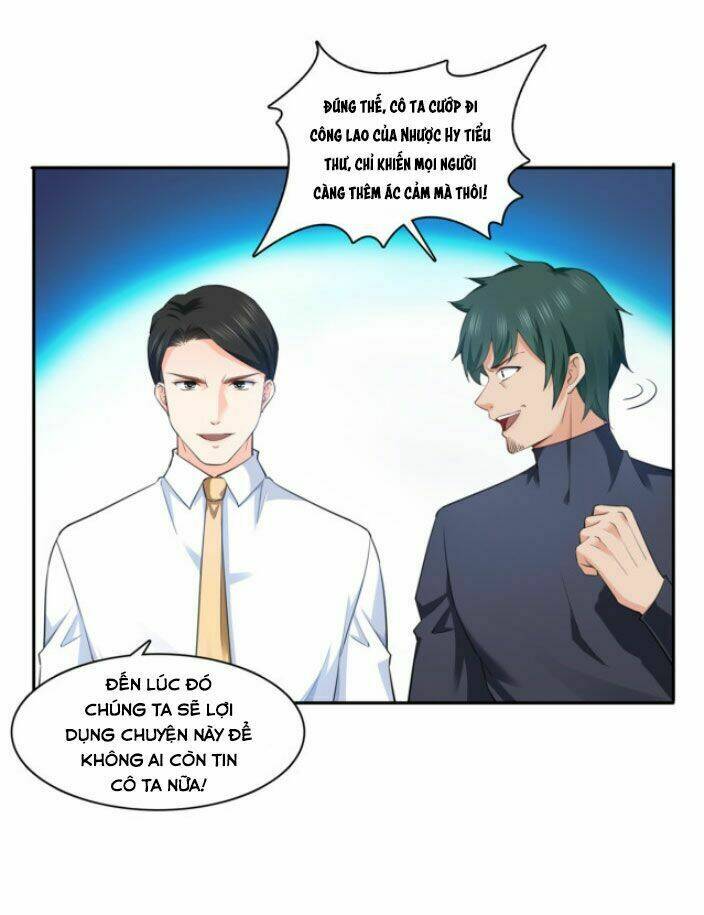 ĐÚNG THẾ, CÔ TA CƯỚP ĐI
CÔNG LAO CỦA NHƯỢC HY TIỂU
THƯ, CHỈ KHIẾN MỌI NGƯỜI
CÀNG THÊM ÁC CẢM MÀ THÔI!
ĐẾN LÚC ĐÓ
CHÚNG TA SẼ LỢI
DỤNG CHUYỆN NÀY ĐỂ
KHÔNG AI CÒN TIN
CÔ TA NỮA!